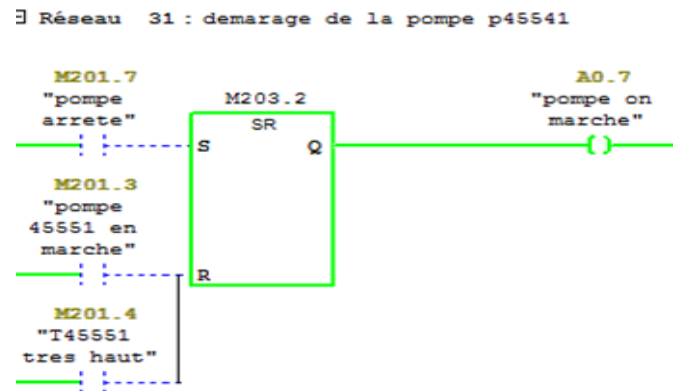 Réseau 31 : demarage de la pompe p45541
M201.7
"pompe
arrete"
M203.2
SR
S
Q
A0.7
"pompe on
marche"
M201.3
"pompe
45551 en
marche"
R
M201.4
"T45551
tres haut"